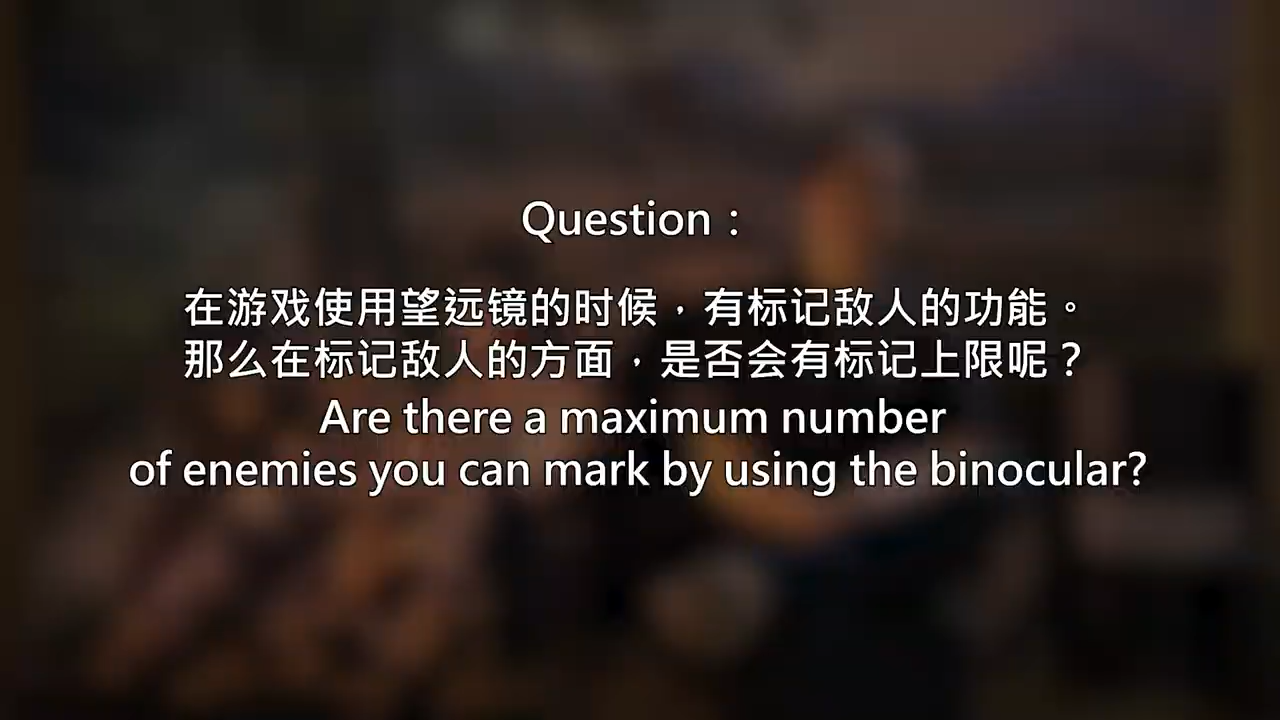 Question：
在游戏使用望远镜的时候，有标记敌人的功能。
那么在标记敌人的方面，是否会有标记上限呢？
Are there a maximum number
of enemies you can mark by using the binocular?